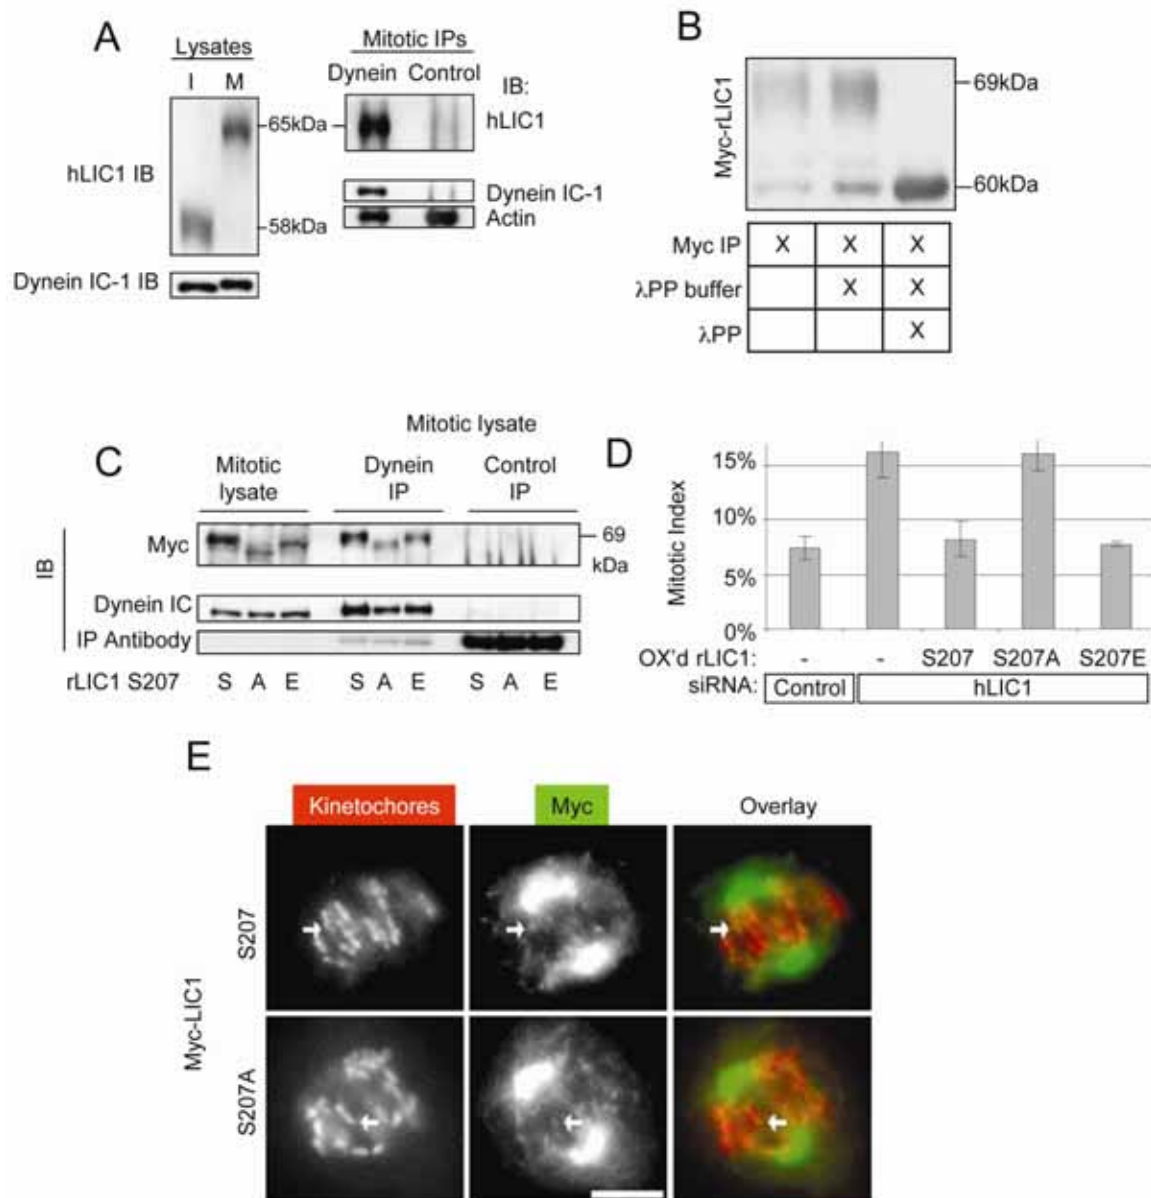 A
Lysates
I M
hLIC1 IB
65kDa
58kDa
Dynein IC-1 IB
Mitotic IPs
Dynein Control
IB:
hLIC1
Dynein IC-1
Actin
B
Myc-rLIC1
69kDa
60kDa
Myc IP X X X
λPP buffer X X
λPP X
C
Mitotic lysate
Mitotic lysate
Dynein IP
Control IP
IB
Myc
69
kDa
Dynein IC
IP Antibody
rLIC1 S207 S A E S A E S A E
D
Mitotic Index
15%
10%
5%
0%
OX'd rLIC1: - - S207 S207A S207E
siRNA: Control hLIC1
E
Kinetochores Myc Overlay
Myc-LIC1
S207
S207A